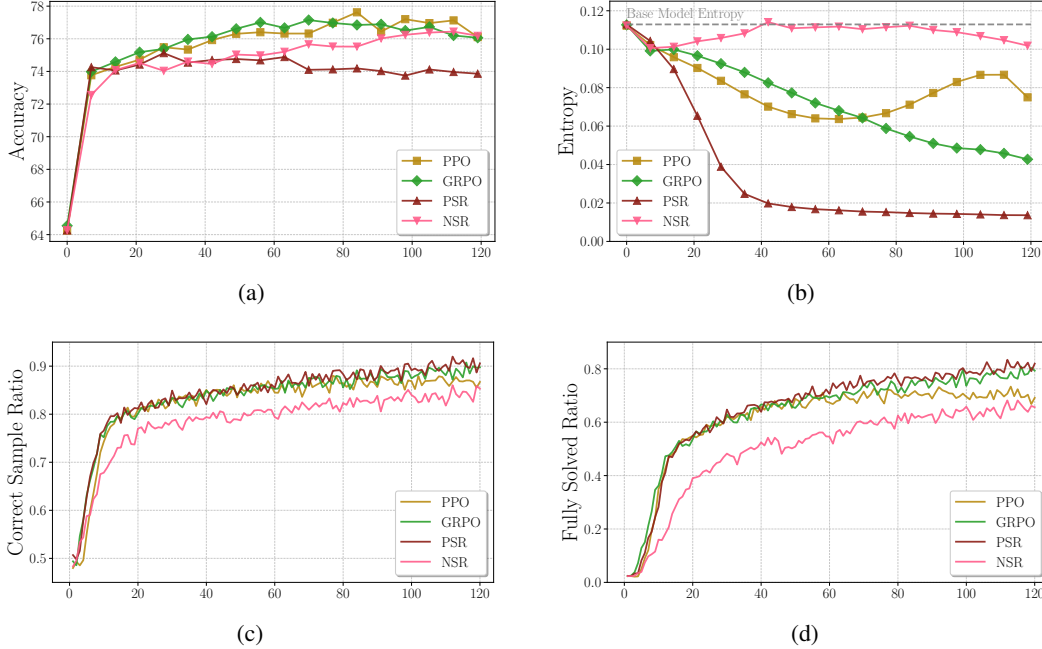 78
76
74
72
70
68
66
64
0 20 40 60 80 100 120
Accuracy
PPO
GRPO
PSR
NSR
(a)
0.12
0.10
0.08
0.06
0.04
0.02
0.00
0 20 40 60 80 100 120
Entropy
Base Model Entropy
PPO
GRPO
PSR
NSR
(b)
0.9
0.8
0.7
0.6
0.5
0 20 40 60 80 100 120
Correct Sample Ratio
PPO
GRPO
PSR
NSR
(c)
0.8
0.6
0.4
0.2
0.0
0 20 40 60 80 100 120
Fully Solved Ratio
PPO
GRPO
PSR
NSR
(d)